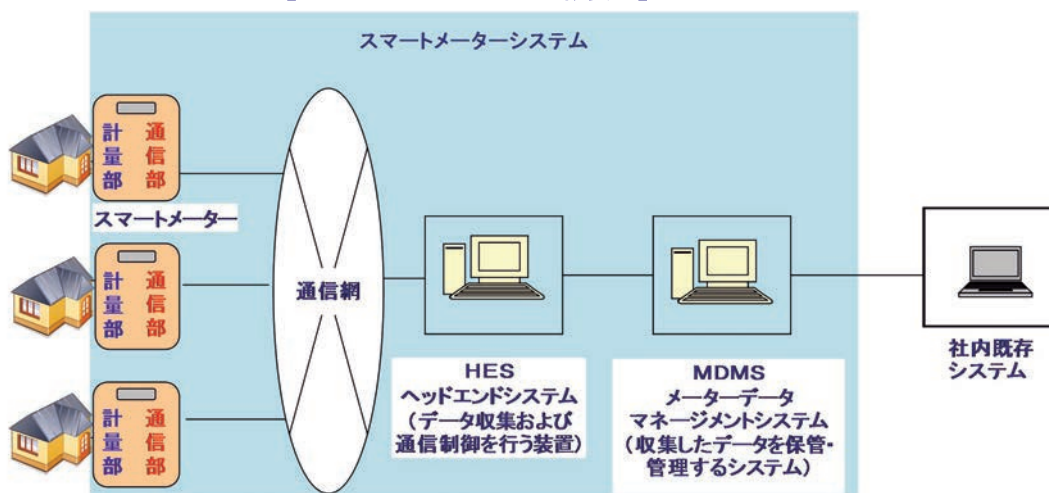 スマートメーターシステム
計量部 通信部
スマートメーター
計量部 通信部
計量部 通信部
通信網
HES
ヘッドエンドシステム
(データ収集および
通信制御を行う装置)
MDMS
メーターデータ
マネージメントシステム
(収集したデータを保管・
管理するシステム)
社内既存
システム